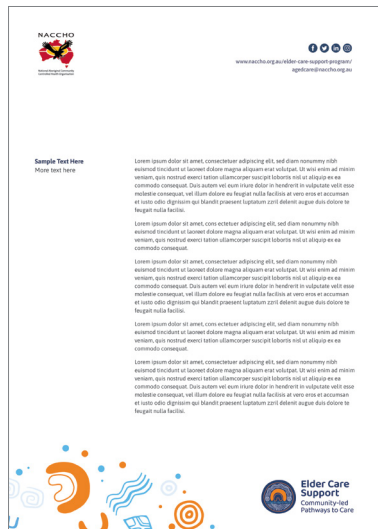 NACCHO
National Aboriginal Community
Controlled Health Organisation
www.naccho.org.au/elder-care-support-program/
agedcare@naccho.org.au
Sample Text Here
More text here
Lorem ipsum dolor sit amet, consectetuer adipiscing elit, sed diam nonummy nibh
euismod tincidunt ut laoreet dolore magna aliquam erat volutpat. Ut wisi enim ad minim
veniam, quis nostrud exerci tation ullamcorper suscipit lobortis nisl ut aliquip ex ea
commodo consequat. Duis autem vel eum iriure dolor in hendrerit in vulputate velit esse
molestie consequat, vel illum dolore eu feugiat nulla facilisis at vero eros et accumsan
et iusto odio dignissim qui blandit praesent luptatum zzril delenit augue duis dolore te
feugait nulla facilisi.
Lorem ipsum dolor sit amet, cons ectetuer adipiscing elit, sed diam nonummy nibh
euismod tincidunt ut laoreet dolore magna aliquam erat volutpat. Ut wisi enim ad minim
veniam, quis nostrud exerci tation ullamcorper suscipit lobortis nisl ut aliquip ex ea
commodo consequat.
Lorem ipsum dolor sit amet, consectetuer adipiscing elit, sed diam nonummy nibh
euismod tincidunt ut laoreet dolore magna aliquam erat volutpat. Ut wisi enim ad minim
veniam, quis nostrud exerci tation ullamcorper suscipit lobortis nisl ut aliquip ex ea
commodo consequat. Duis autem vel eum iriure dolor in hendrerit in vulputate velit esse
molestie consequat, vel illum dolore eu feugiat nulla facilisis at vero eros et accumsan
et iusto odio dignissim qui blandit praesent luptatum zzril delenit augue duis dolore te
feugait nulla facilisi.
Lorem ipsum dolor sit amet, cons ectetuer adipiscing elit, sed diam nonummy nibh
euismod tincidunt ut laoreet dolore magna aliquam erat volutpat. Ut wisi enim ad minim
veniam, quis nostrud exerci tation ullamcorper suscipit lobortis nisl ut aliquip ex ea
commodo consequat.
Lorem ipsum dolor sit amet, consectetuer adipiscing elit, sed diam nonummy nibh
euismod tincidunt ut laoreet dolore magna aliquam erat volutpat. Ut wisi enim ad minim
veniam, quis nostrud exerci tation ullamcorper suscipit lobortis nisl ut aliquip ex ea
commodo consequat. Duis autem vel eum iriure dolor in hendrerit in vulputate velit esse
molestie consequat, vel illum dolore eu feugiat nulla facilisis at vero eros et accumsan
et iusto odio dignissim qui blandit praesent luptatum zzril delenit augue duis dolore te
feugait nulla facilisi.
Elder Care
Support
Community-led
Pathways to Care